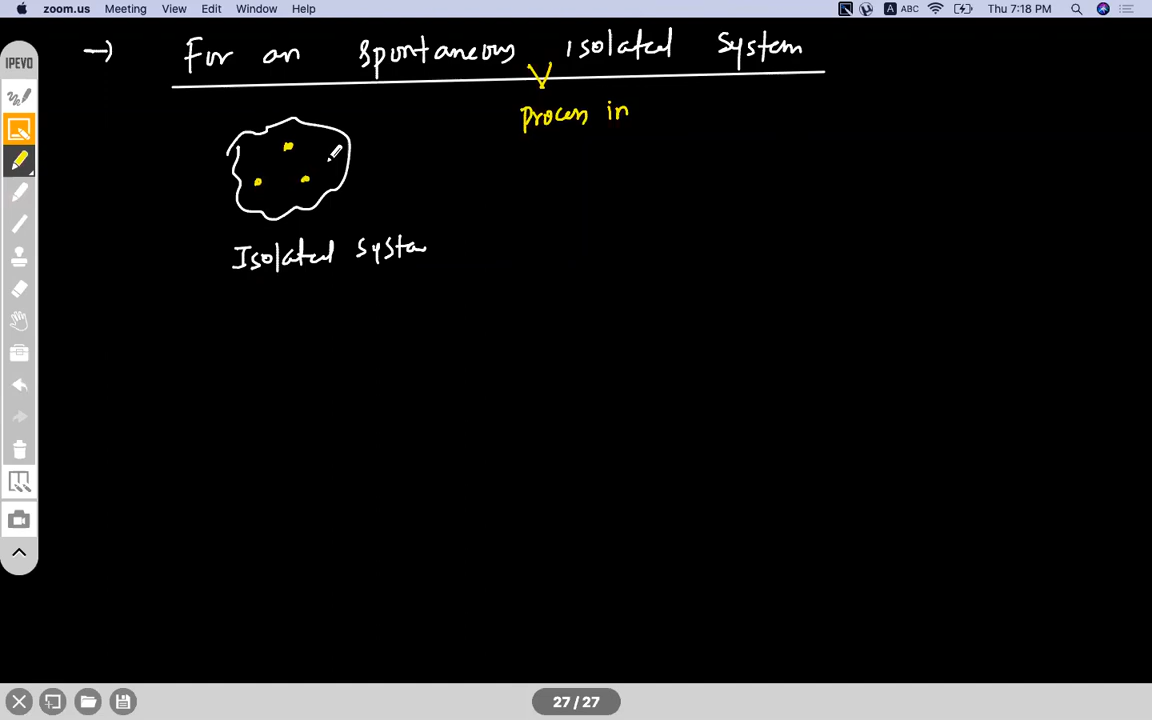 zoom.us Meeting View Edit Window Help
A ABC Thu 7:18 PM
IPEVO
→ For an spontaneous isolated system
process in
Isolated system
27 / 27